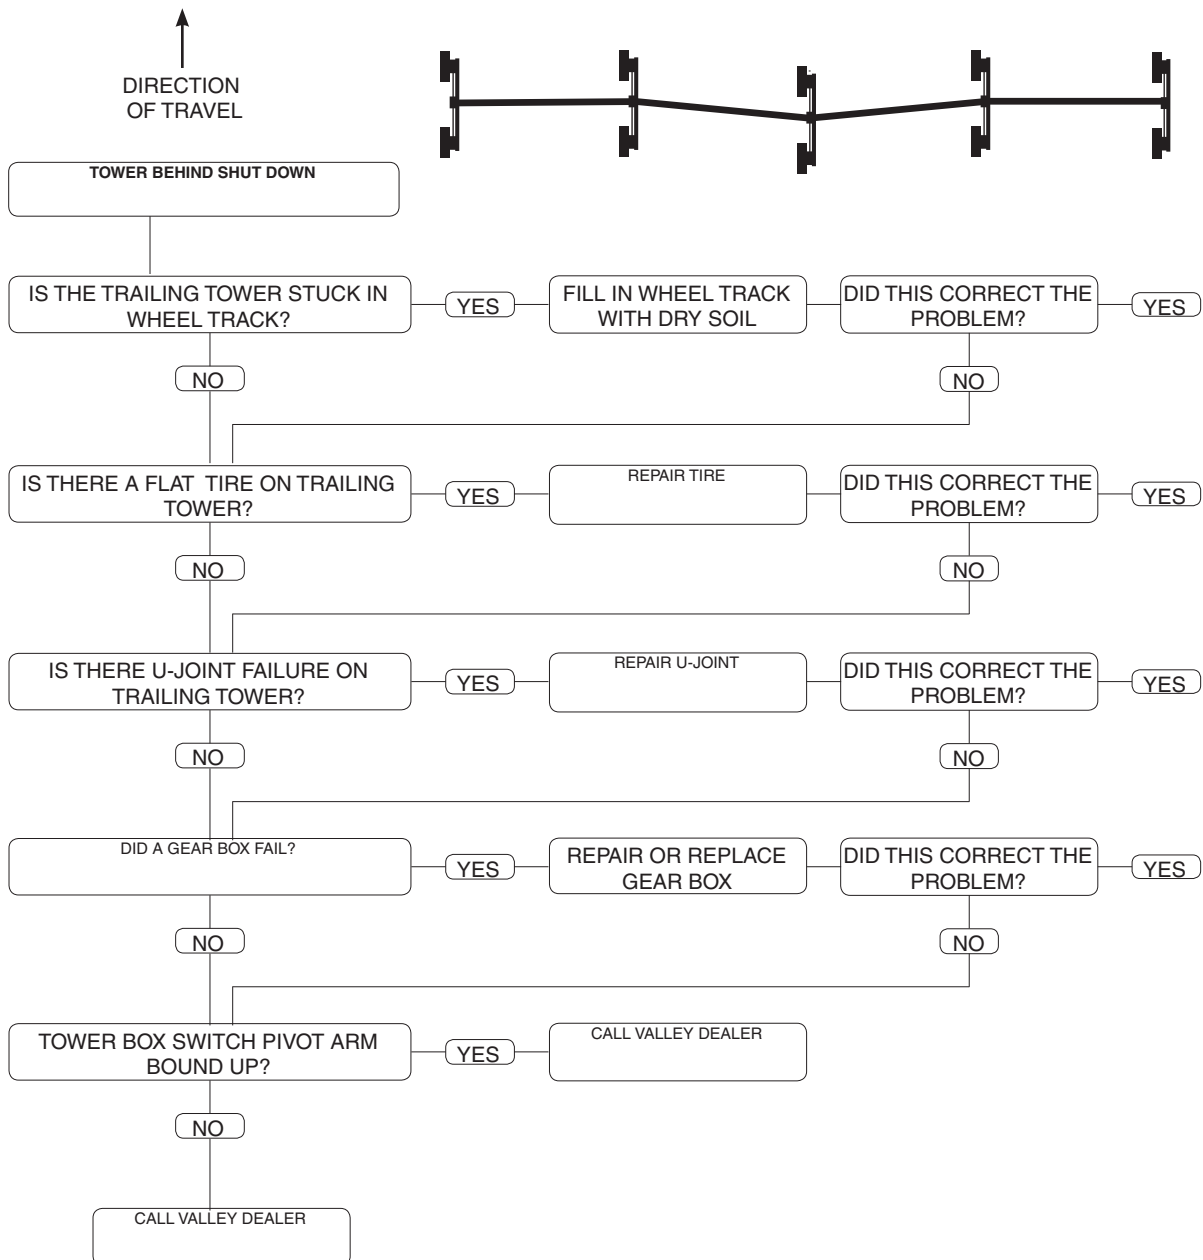 DIRECTION
OF TRAVEL
TOWER BEHIND SHUT DOWN
IS THE TRAILING TOWER STUCK IN
WHEEL TRACK?
YES
FILL IN WHEEL TRACK
WITH DRY SOIL
DID THIS CORRECT THE
PROBLEM?
YES
NO
NO
IS THERE A FLAT TIRE ON TRAILING
TOWER?
YES
REPAIR TIRE
DID THIS CORRECT THE
PROBLEM?
YES
NO
NO
IS THERE U-JOINT FAILURE ON
TRAILING TOWER?
YES
REPAIR U-JOINT
DID THIS CORRECT THE
PROBLEM?
YES
NO
NO
DID A GEAR BOX FAIL?
YES
REPAIR OR REPLACE
GEAR BOX
DID THIS CORRECT THE
PROBLEM?
YES
NO
NO
TOWER BOX SWITCH PIVOT ARM
BOUND UP?
YES
CALL VALLEY DEALER
NO
CALL VALLEY DEALER